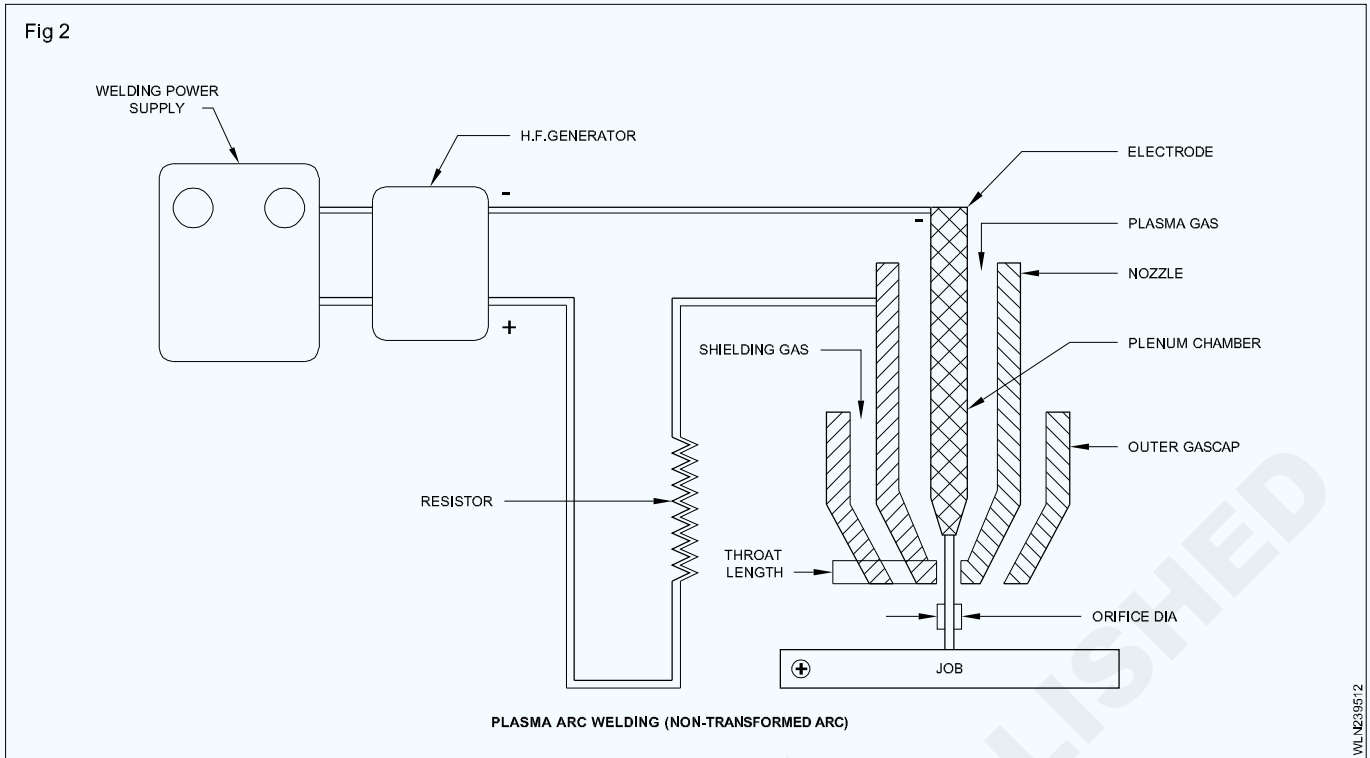 Fig 2
WELDING POWER
SUPPLY
H.F.GENERATOR
-
+
-
ELECTRODE
PLASMA GAS
NOZZLE
PLENUM CHAMBER
SHIELDING GAS
OUTER GASCAP
RESISTOR
THROAT
LENGTH
ORIFICE DIA
+
JOB
PLASMA ARC WELDING (NON-TRANSFORMED ARC)
WLN239512
LISHED